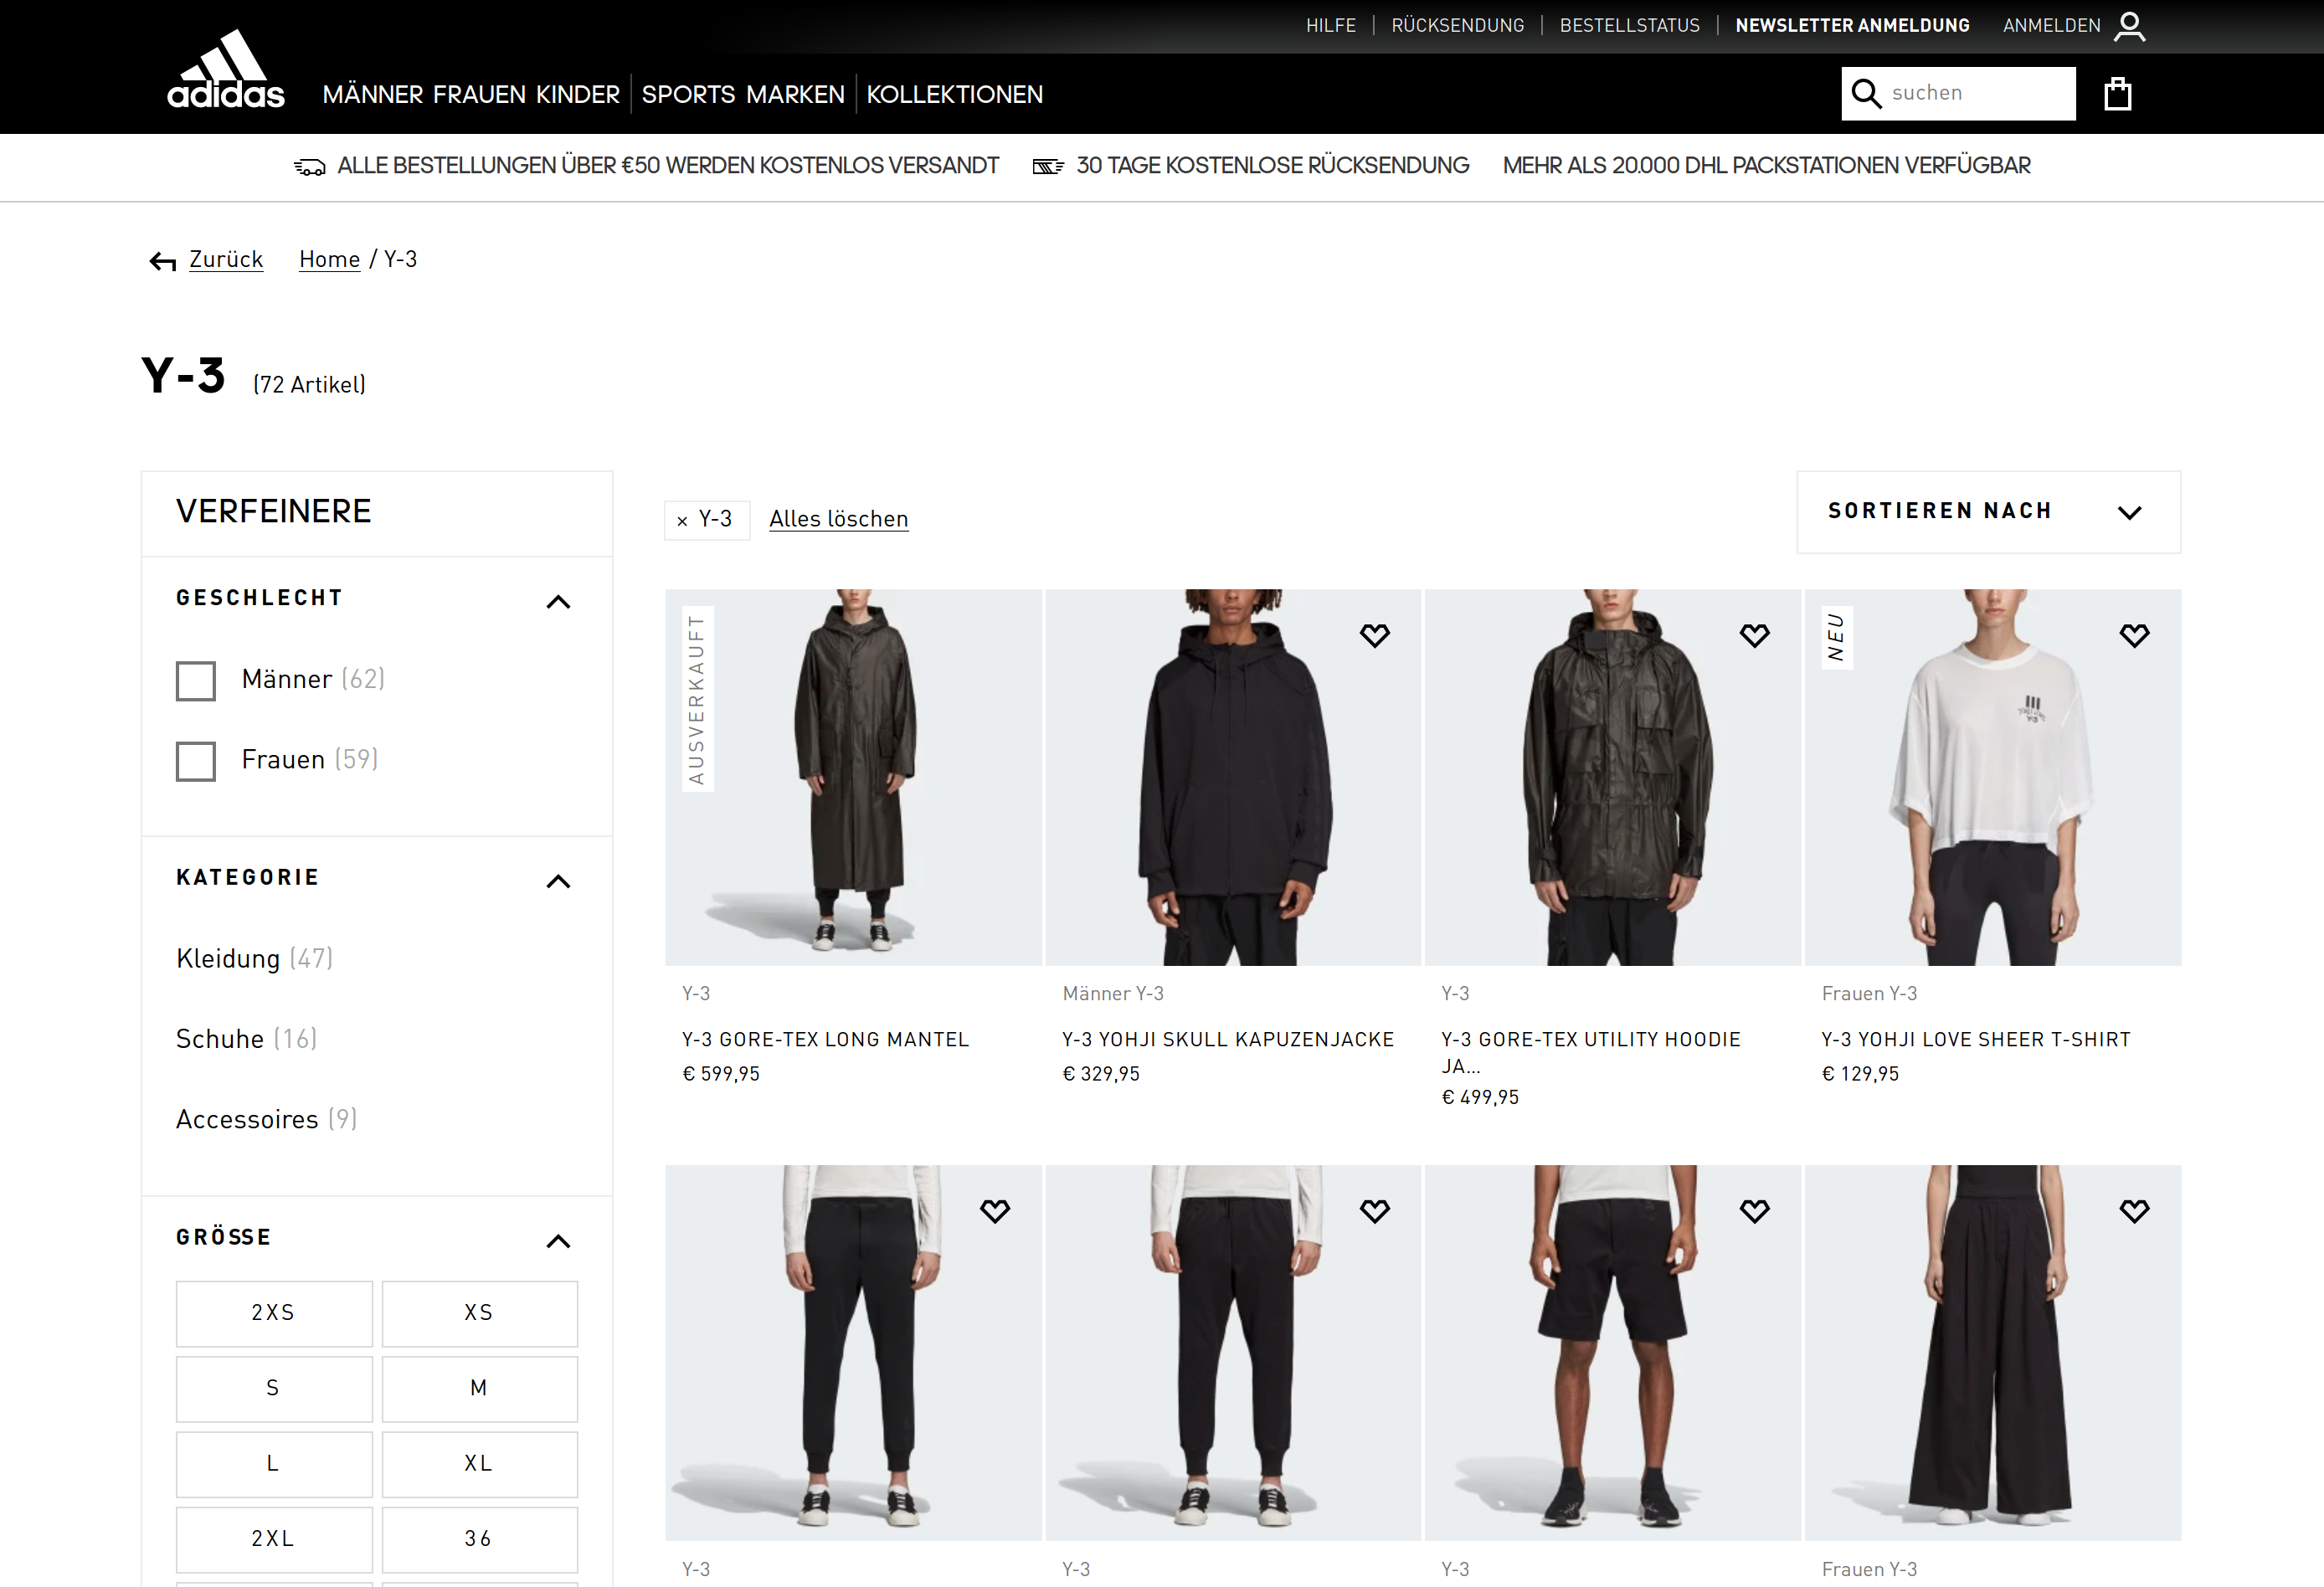 HILFE | RÜCKSENDUNG | BESTELLSTATUS | NEWSLETTER ANMELDUNG ANMELDEN
adidas
MÄNNER FRAUEN KINDER SPORTS MARKEN KOLLEKTIONEN
suchen
ALLE BESTELLUNGEN ÜBER €50 WERDEN KOSTENLOS VERSANDT 30 TAGE KOSTENLOSE RÜCKSENDUNG MEHR ALS 20.000 DHL PACKSTATIONEN VERFÜGBAR
Zurück Home / Y-3
Y-3 (72 Artikel)
VERFEINERE
GESCHLECHT
Männer (62)
Frauen (59)
KATEGORIE
Kleidung (47)
Schuhe (16)
Accessoires (9)
GRÖSSE
2XS XS
S M
L XL
2XL 36
× Y-3 Alles löschen
SORTIEREN NACH
AUSVERKAUFT
NEU
Y-3
Y-3 GORE-TEX LONG MANTEL
€ 599,95
Männer Y-3
Y-3 YOHJI SKULL KAPUZENJACKE
€ 329,95
Y-3
Y-3 GORE-TEX UTILITY HOODIE
JA...
€ 499,95
Frauen Y-3
Y-3 YOHJI LOVE SHEER T-SHIRT
€ 129,95
Y-3
Y-3
Y-3
Frauen Y-3